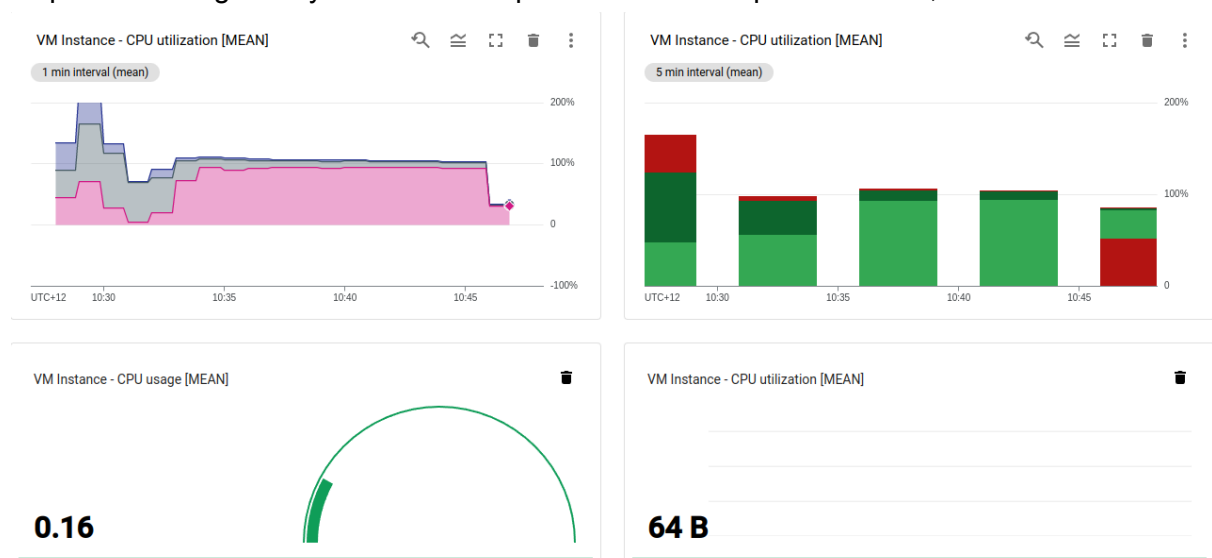 VM Instance - CPU utilization [MEAN]
1 min interval (mean)
200%
100%
0
-100%
UTC+12 10:30 10:35 10:40 10:45
VM Instance - CPU utilization [MEAN]
5 min interval (mean)
200%
100%
0
UTC+12 10:30 10:35 10:40 10:45
VM Instance - CPU usage [MEAN]
0.16
VM Instance - CPU utilization [MEAN]
64 B